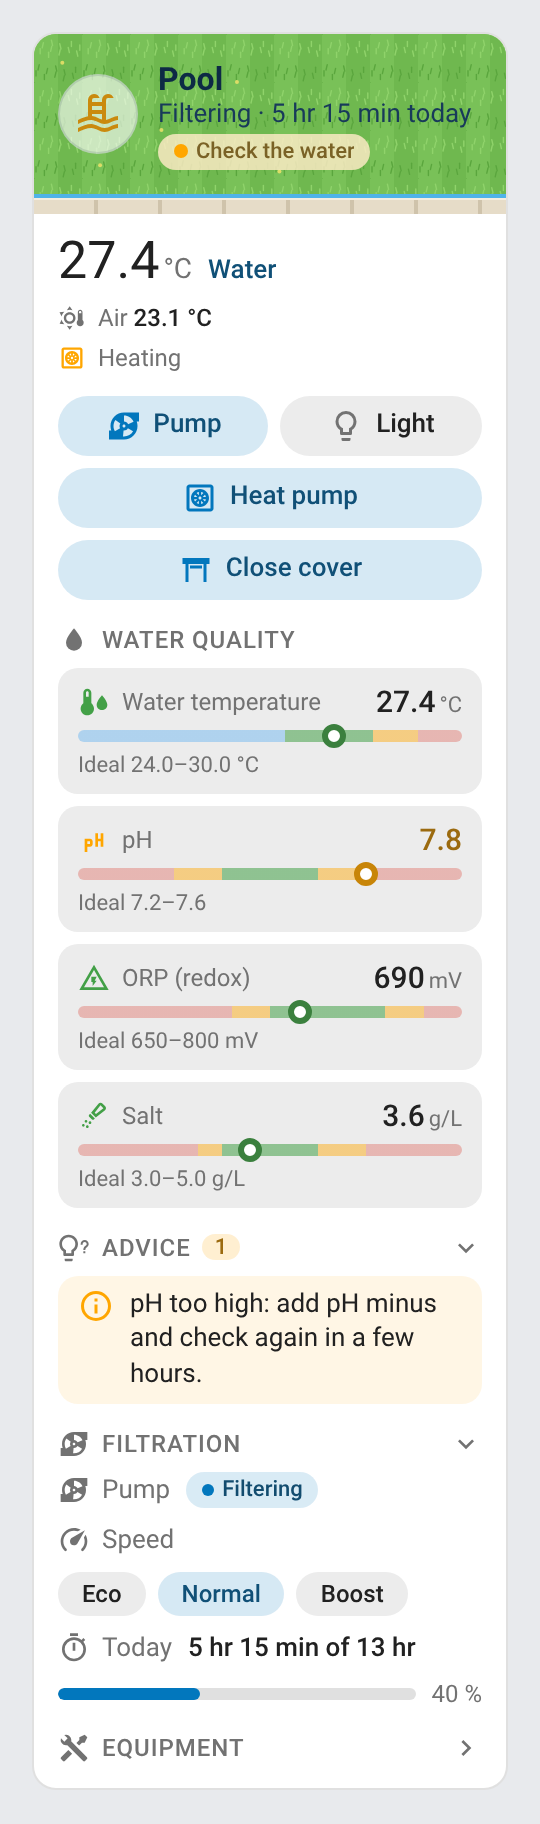 Pool
Filtering · 5 hr 15 min today
Check the water
27.4 °C Water
Air 23.1 °C
Heating
Pump
Light
Heat pump
Close cover
WATER QUALITY
Water temperature 27.4 °C
Ideal 24.0–30.0 °C
pH pH 7.8
Ideal 7.2–7.6
ORP (redox) 690 mV
Ideal 650–800 mV
Salt 3.6 g/L
Ideal 3.0–5.0 g/L
ADVICE 1
pH too high: add pH minus
and check again in a few
hours.
FILTRATION
Pump Filtering
Speed
Eco Normal Boost
Today 5 hr 15 min of 13 hr
40 %
EQUIPMENT